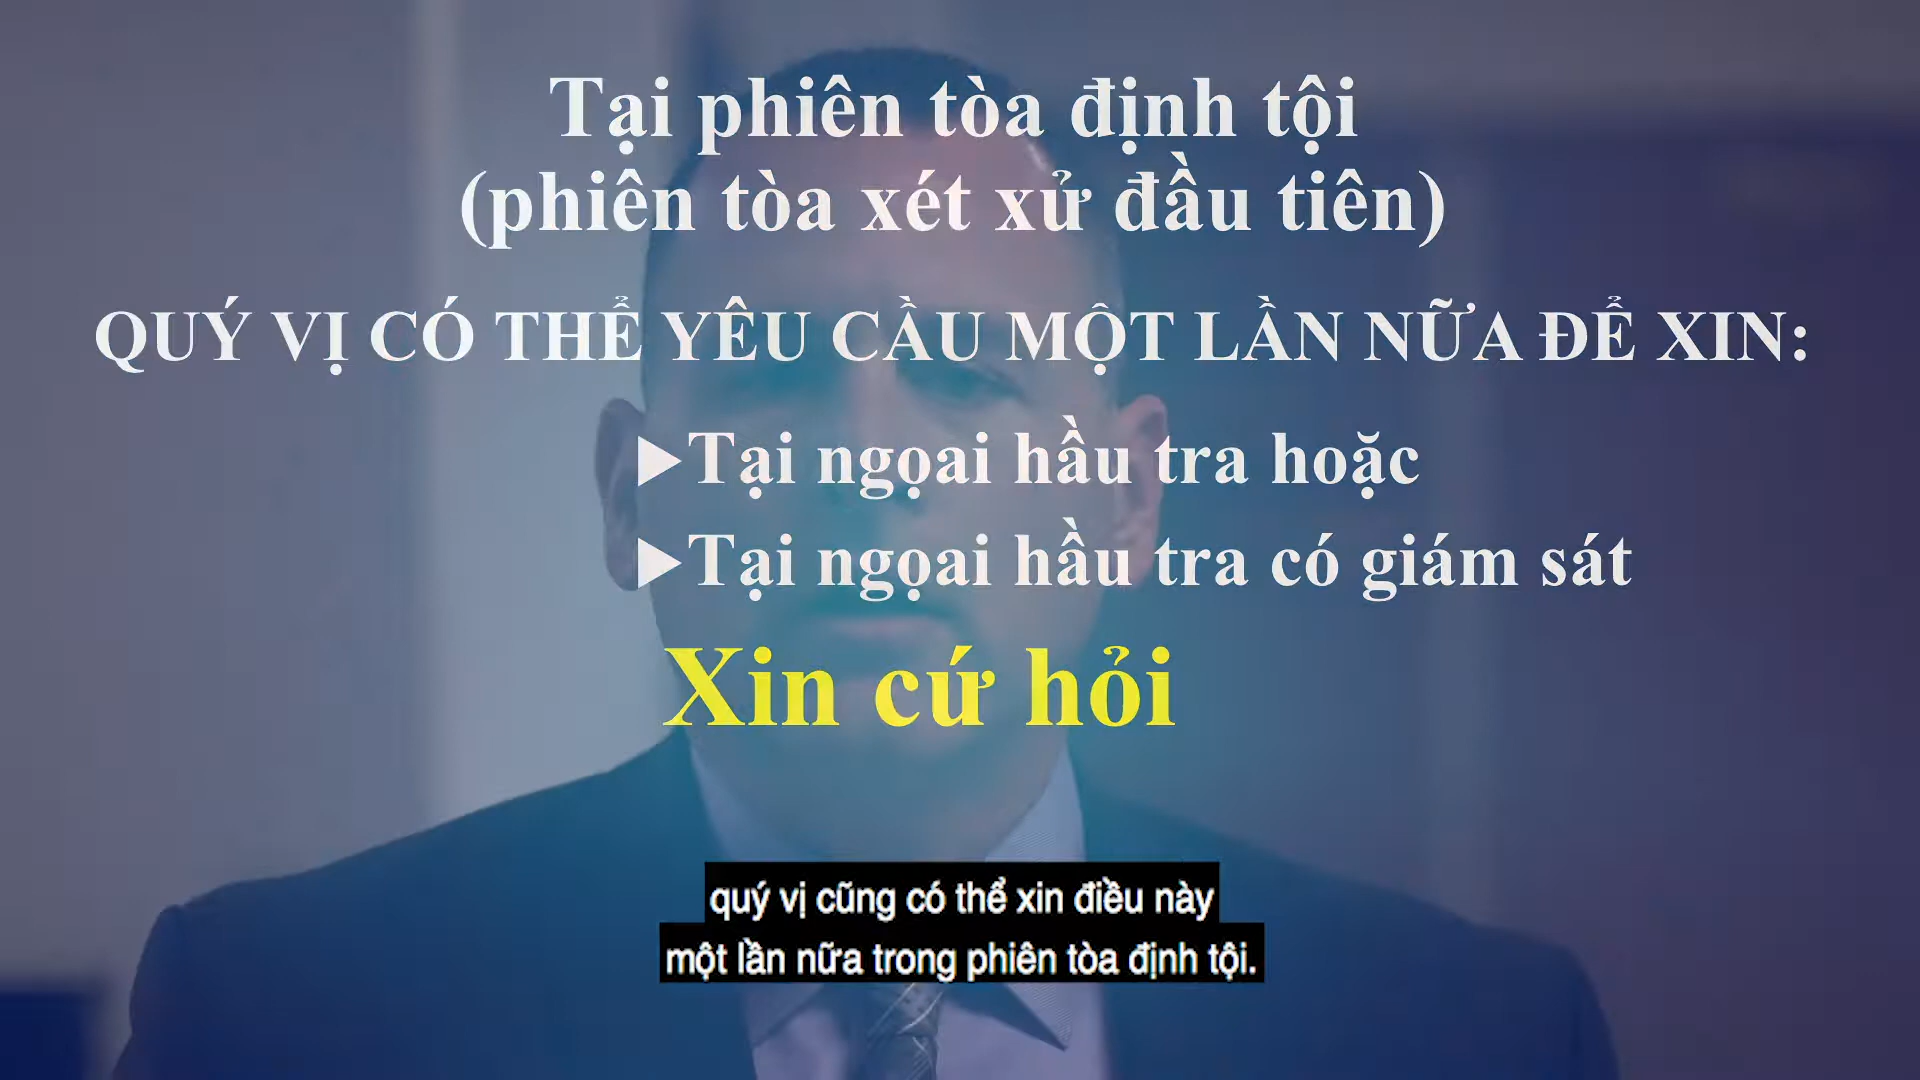 Tại phiên tòa định tội
(phiên tòa xét xử đầu tiên)
QUÝ VỊ CÓ THỂ YÊU CẦU MỘT LẦN NỮA ĐỂ XIN:
▶Tại ngọai hầu tra hoặc
▶Tại ngọai hầu tra có giám sát
Xin cứ hỏi
quý vị cũng có thể xin điều này
một lần nữa trong phiên tòa định tội.